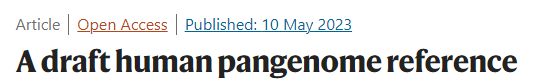 Article | Open Access | Published: 10 May 2023
A draft human pangenome reference